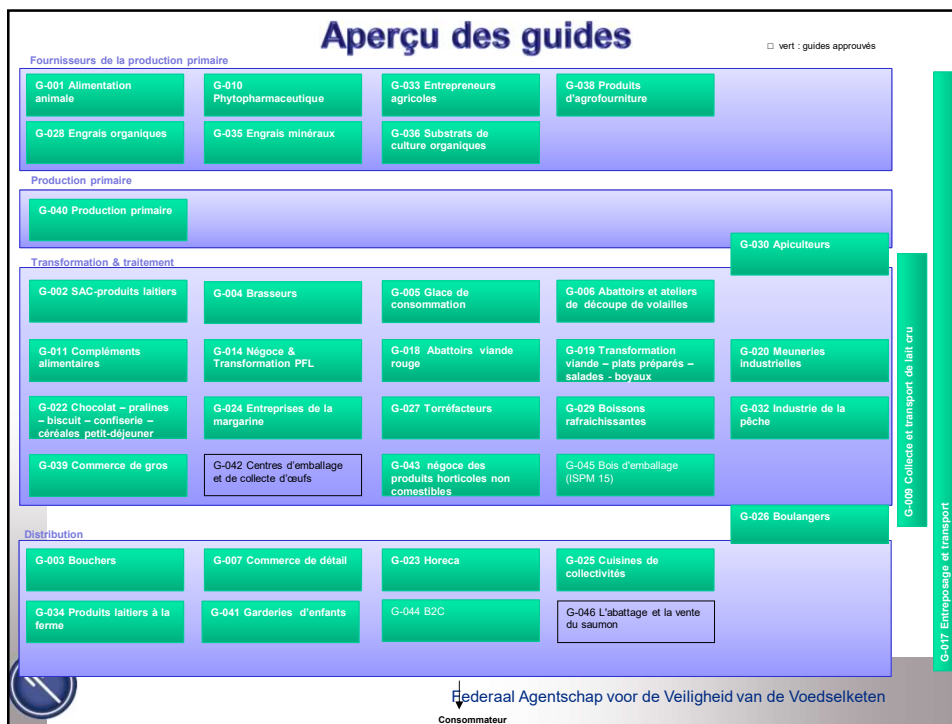 Aperçu des guides
□ vert : guides approuvés
Fournisseurs de la production primaire
G-001 Alimentation
animale
G-010
Phytopharmaceutique
G-033 Entrepreneurs
agricoles
G-038 Produits
d'agrofourniture
G-028 Engrais organiques
G-035 Engrais minéraux
G-036 Substrats de
culture organiques
Production primaire
G-040 Production primaire
G-030 Apiculteurs
Transformation & traitement
G-002 SAC-produits laitiers
G-004 Brasseurs
G-005 Glace de
consommation
G-006 Abattoirs et ateliers
de découpe de volailles
G-011 Compléments
alimentaires
G-014 Négoce &
Transformation PFL
G-018 Abattoirs viande
rouge
G-019 Transformation
viande – plats préparés –
salades - boyaux
G-020 Meuneries
industrielles
G-022 Chocolat – pralines
– biscuit – confiserie –
céréales petit-déjeuner
G-024 Entreprises de la
margarine
G-027 Torréfacteurs
G-029 Boissons
rafraichissantes
G-032 Industrie de la
pêche
G-039 Commerce de gros
G-042 Centres d'emballage
et de collecte d'œufs
G-043 négoce des
produits horticoles non
comestibles
G-045 Bois d'emballage
(ISPM 15)
G-026 Boulangers
Distribution
G-003 Bouchers
G-007 Commerce de détail
G-023 Horeca
G-025 Cuisines de
collectivités
G-034 Produits laitiers à la
ferme
G-041 Garderies d'enfants
G-044 B2C
G-046 L'abattage et la vente
du saumon
G-009 Collecte et transport de lait cru
G-017 Entreposage et transport
Federaal Agentschap voor de Veiligheid van de Voedselketen
Consommateur